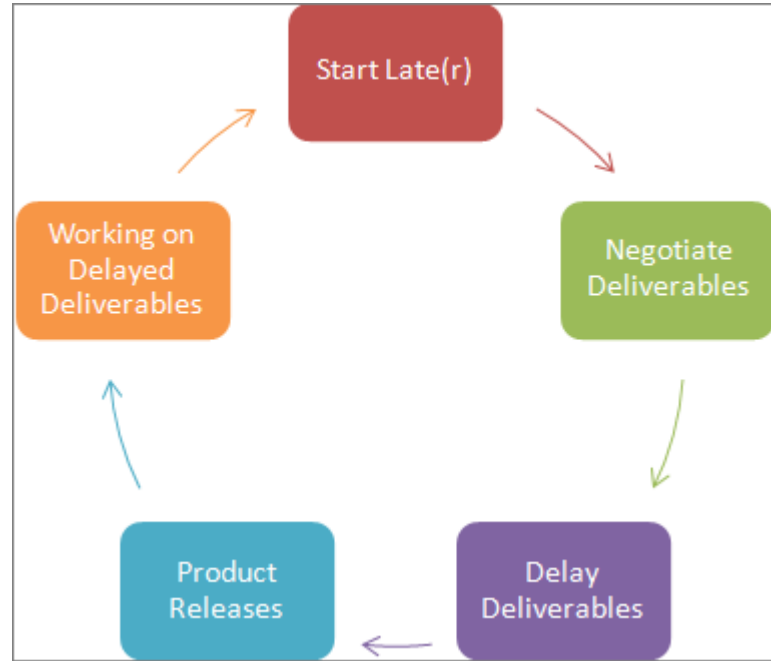 Start Late(r)
Negotiate
Deliverables
Delay
Deliverables
Product
Releases
Working on
Delayed
Deliverables